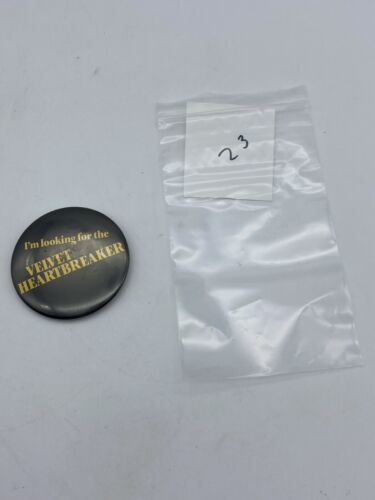 I'm looking for the
VELVET
HEARTBREAKER
2³